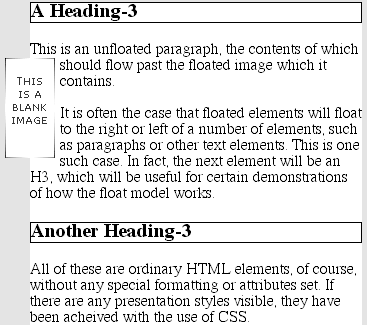 A Heading-3
This is an unfloated paragraph, the contents of which
should flow past the floated image which it
contains.
THIS
IS A
BLANK
IMAGE
It is often the case that floated elements will float
to the right or left of a number of elements, such
as paragraphs or other text elements. This is one
such case. In fact, the next element will be an
H3, which will be useful for certain demonstrations
of how the float model works.
Another Heading-3
All of these are ordinary HTML elements, of course,
without any special formatting or attributes set. If
there are any presentation styles visible, they have
been acheived with the use of CSS.